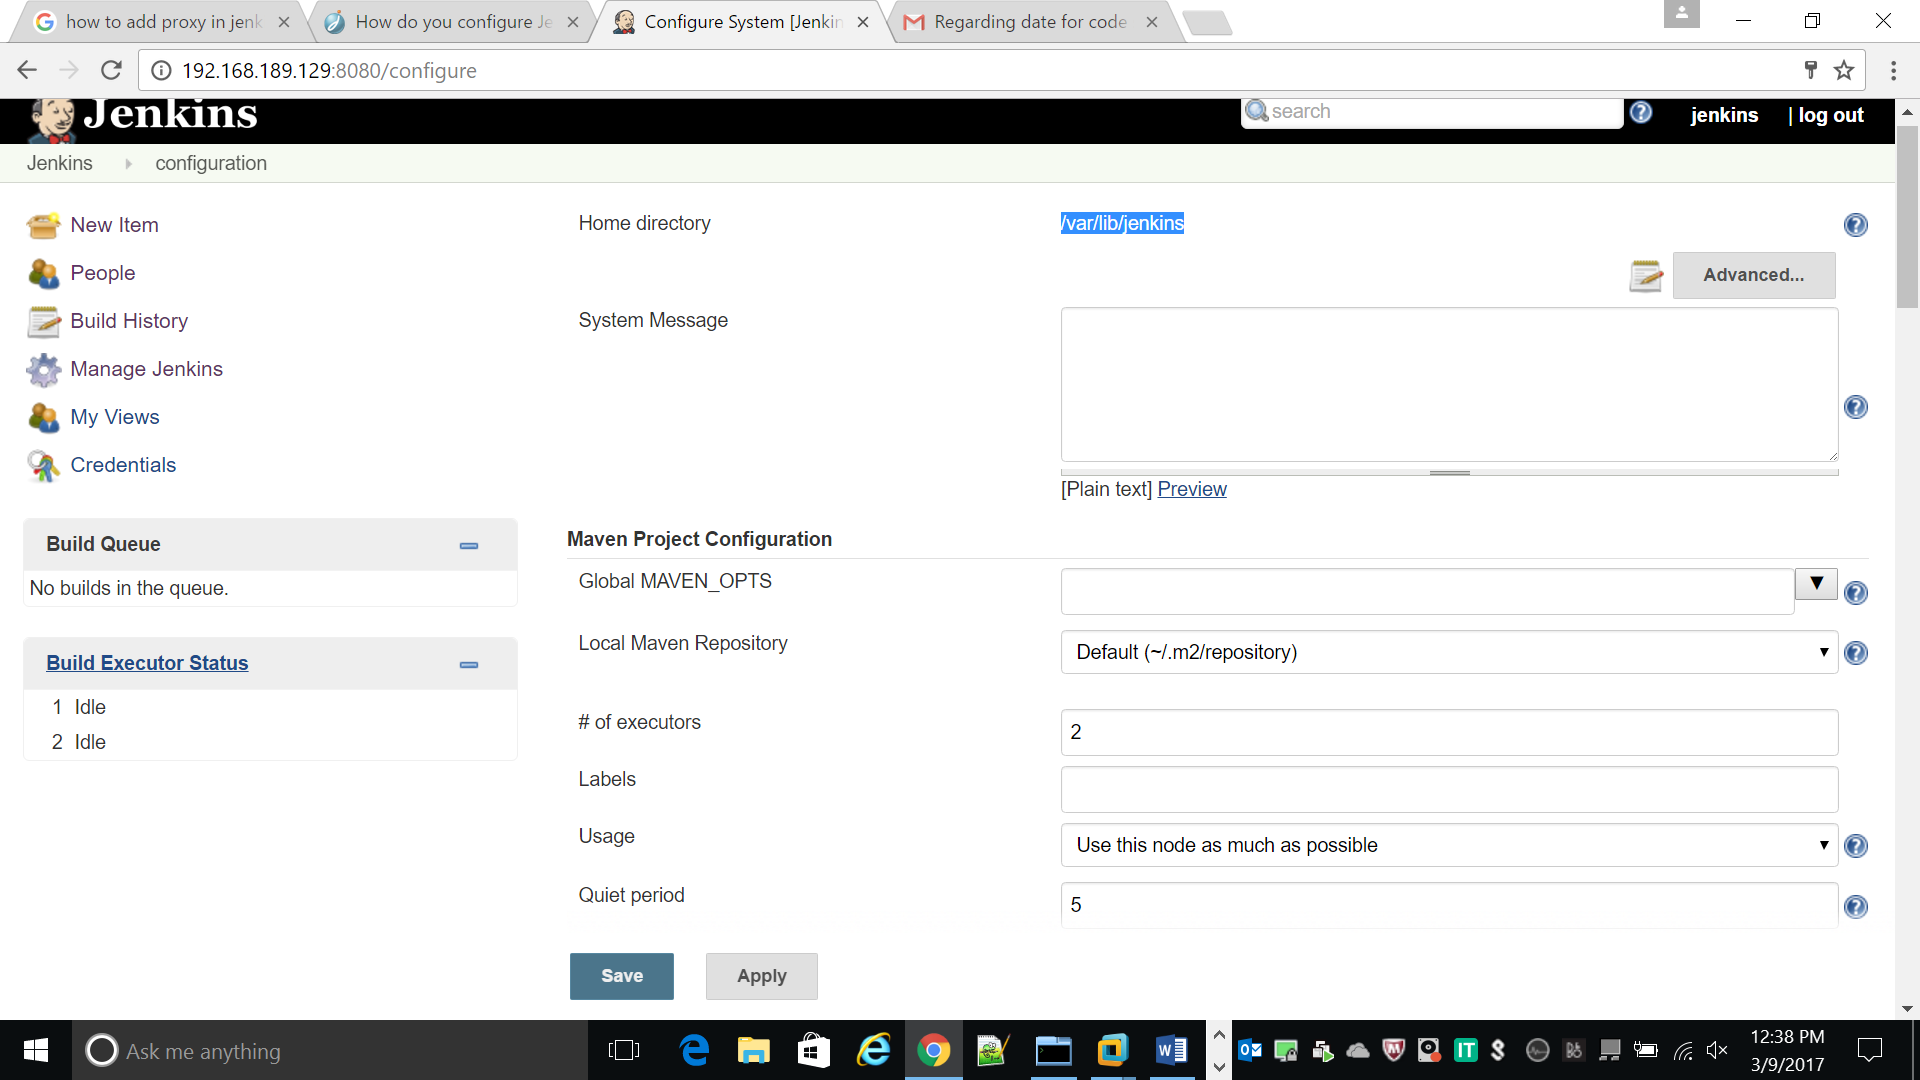 how to add proxy in jenk
How do you configure Je
Configure System [Jenkin
Regarding date for code
192.168.189.129:8080/configure
Jenkins
search
jenkins
| log out
Jenkins
configuration
New Item
People
Build History
Manage Jenkins
My Views
Credentials
Build Queue
No builds in the queue.
Build Executor Status
1 Idle
2 Idle
Home directory
/var/lib/jenkins
Advanced...
System Message
[Plain text] Preview
Maven Project Configuration
Global MAVEN_OPTS
Local Maven Repository
Default (~/.m2/repository)
# of executors
2
Labels
Usage
Use this node as much as possible
Quiet period
5
Save
Apply
Ask me anything
12:38 PM
3/9/2017